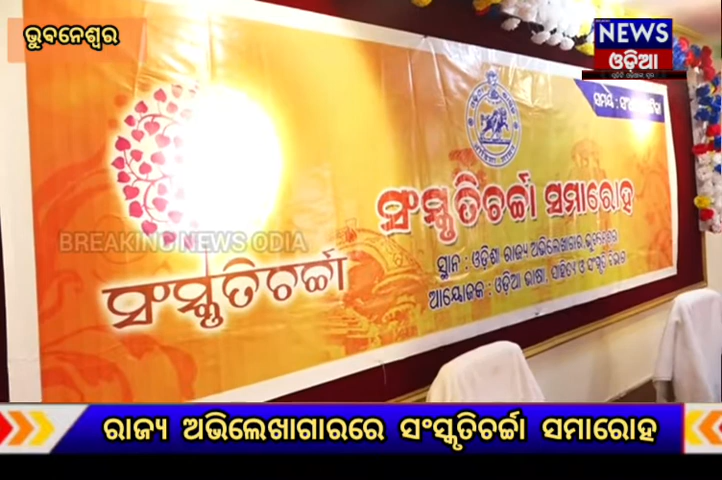 ଭୁବନେଶ୍ୱର
NEWS
ଓଡ଼ିଆ
ସଂସ୍କୃତିଚର୍ଚ୍ଚା
BREAKING NEWS ODIA
ସମୟ :
ସଂସ୍କୃତିଚର୍ଚ୍ଚା ସମାରୋହ
ସ୍ଥାନ : ଓଡ଼ିଶା ରାଜ୍ୟ ଅଭିଲେଖାଗାର, ଭୁବନେଶ୍ୱର
ଆୟୋଜକ : ଓଡ଼ିଆ ଭାଷା, ସାହିତ୍ୟ ଓ ସଂସ୍କୃତି ବିଭାଗ
ରାଜ୍ୟ ଅଭିଲେଖାଗାରରେ ସଂସ୍କୃତିଚର୍ଚ୍ଚା ସମାରୋହ